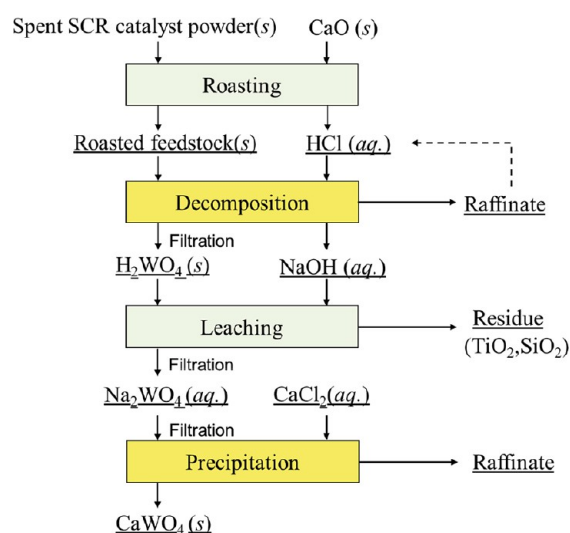 Spent SCR catalyst powder(s) CaO (s)
Roasting
Roasted feedstock(s) HCl (aq.)
Decomposition Raffinate
Filtration
H₂WO₄ (s) NaOH (aq.)
Leaching Residue
(TiO₂,SiO₂)
Filtration
Na₂WO₄ (aq.) CaCl₂(aq.)
Filtration
Precipitation Raffinate
CaWO₄ (s)